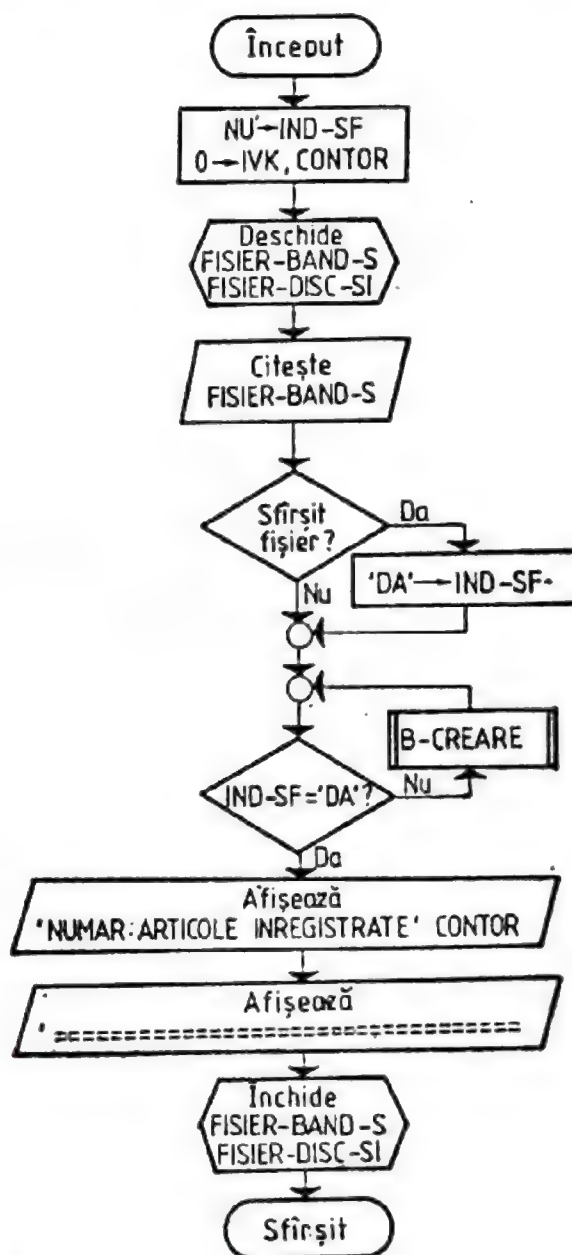 Început
NU'→IND-SF
0→IVK, CONTOR
Deschide
FISIER-BAND-S
FISIER-DISC-SI
Citește
FISIER-BAND-S
Sfîrșit
fișier?
Da
'DA'→IND-SF
Nu
B-CREARE
IND-SF='DA'?
Nu
Da
Afișează
'NUMAR:ARTICOLE INREGISTRATE' CONTOR
Afișează
'==================================
Închide
FISIER-BAND-S
FISIER-DISC-SI
Sfîrșit